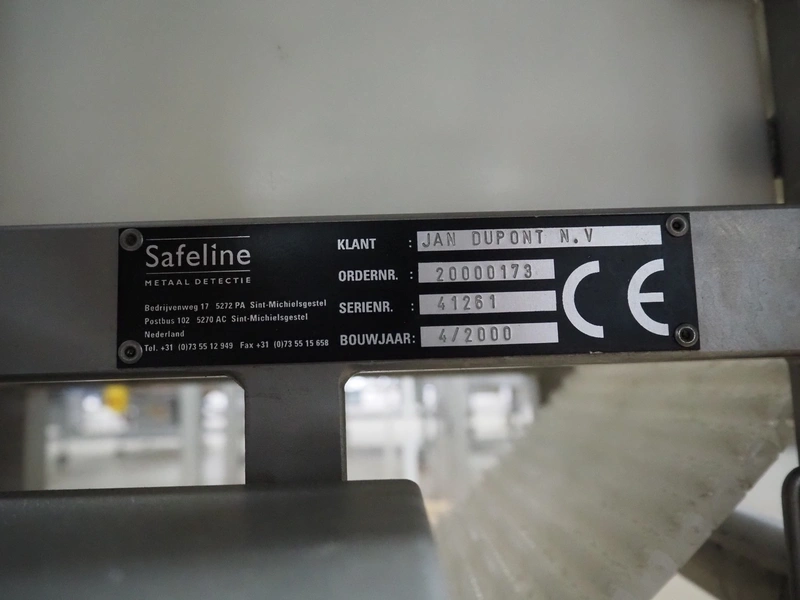 Safeline
METAAL DETECTIE
Bedrijvenweg 17 5272 PA Sint-Michielsgestel
Postbus 102 5270 AC Sint-Michielsgestel
Nederland
Tel. +31 (0)73 55 12 949 Fax +31 (0)73 55 15 658
KLANT : JAN DUPONT N.V
ORDERNR. : 20000173
SERIENR. : 41261
BOUWJAAR : 4/2000
CE